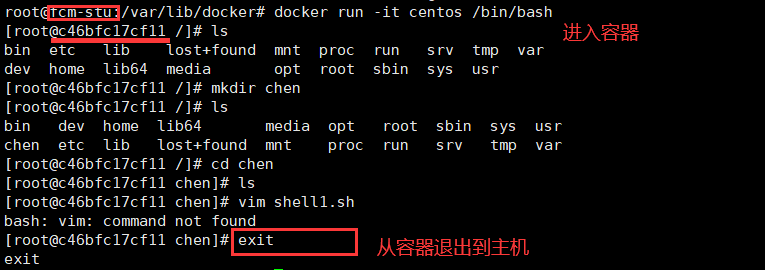 root@fcm-stu:/var/lib/docker# docker run -it centos /bin/bash
[root@c46bfc17cf11 /]# ls
进入容器
bin  etc   lib    lost+found  mnt  proc  run   srv  tmp  var
dev  home  lib64  media       opt  root  sbin  sys  usr
[root@c46bfc17cf11 /]# mkdir chen
[root@c46bfc17cf11 /]# ls
bin   dev  home  lib64       media  opt   root  sbin  sys  usr
chen  etc  lib   lost+found  mnt    proc  run   srv   tmp  var
[root@c46bfc17cf11 /]# cd chen
[root@c46bfc17cf11 chen]# ls
[root@c46bfc17cf11 chen]# vim shell1.sh
bash: vim: command not found
[root@c46bfc17cf11 chen]# exit
从容器退出到主机
exit